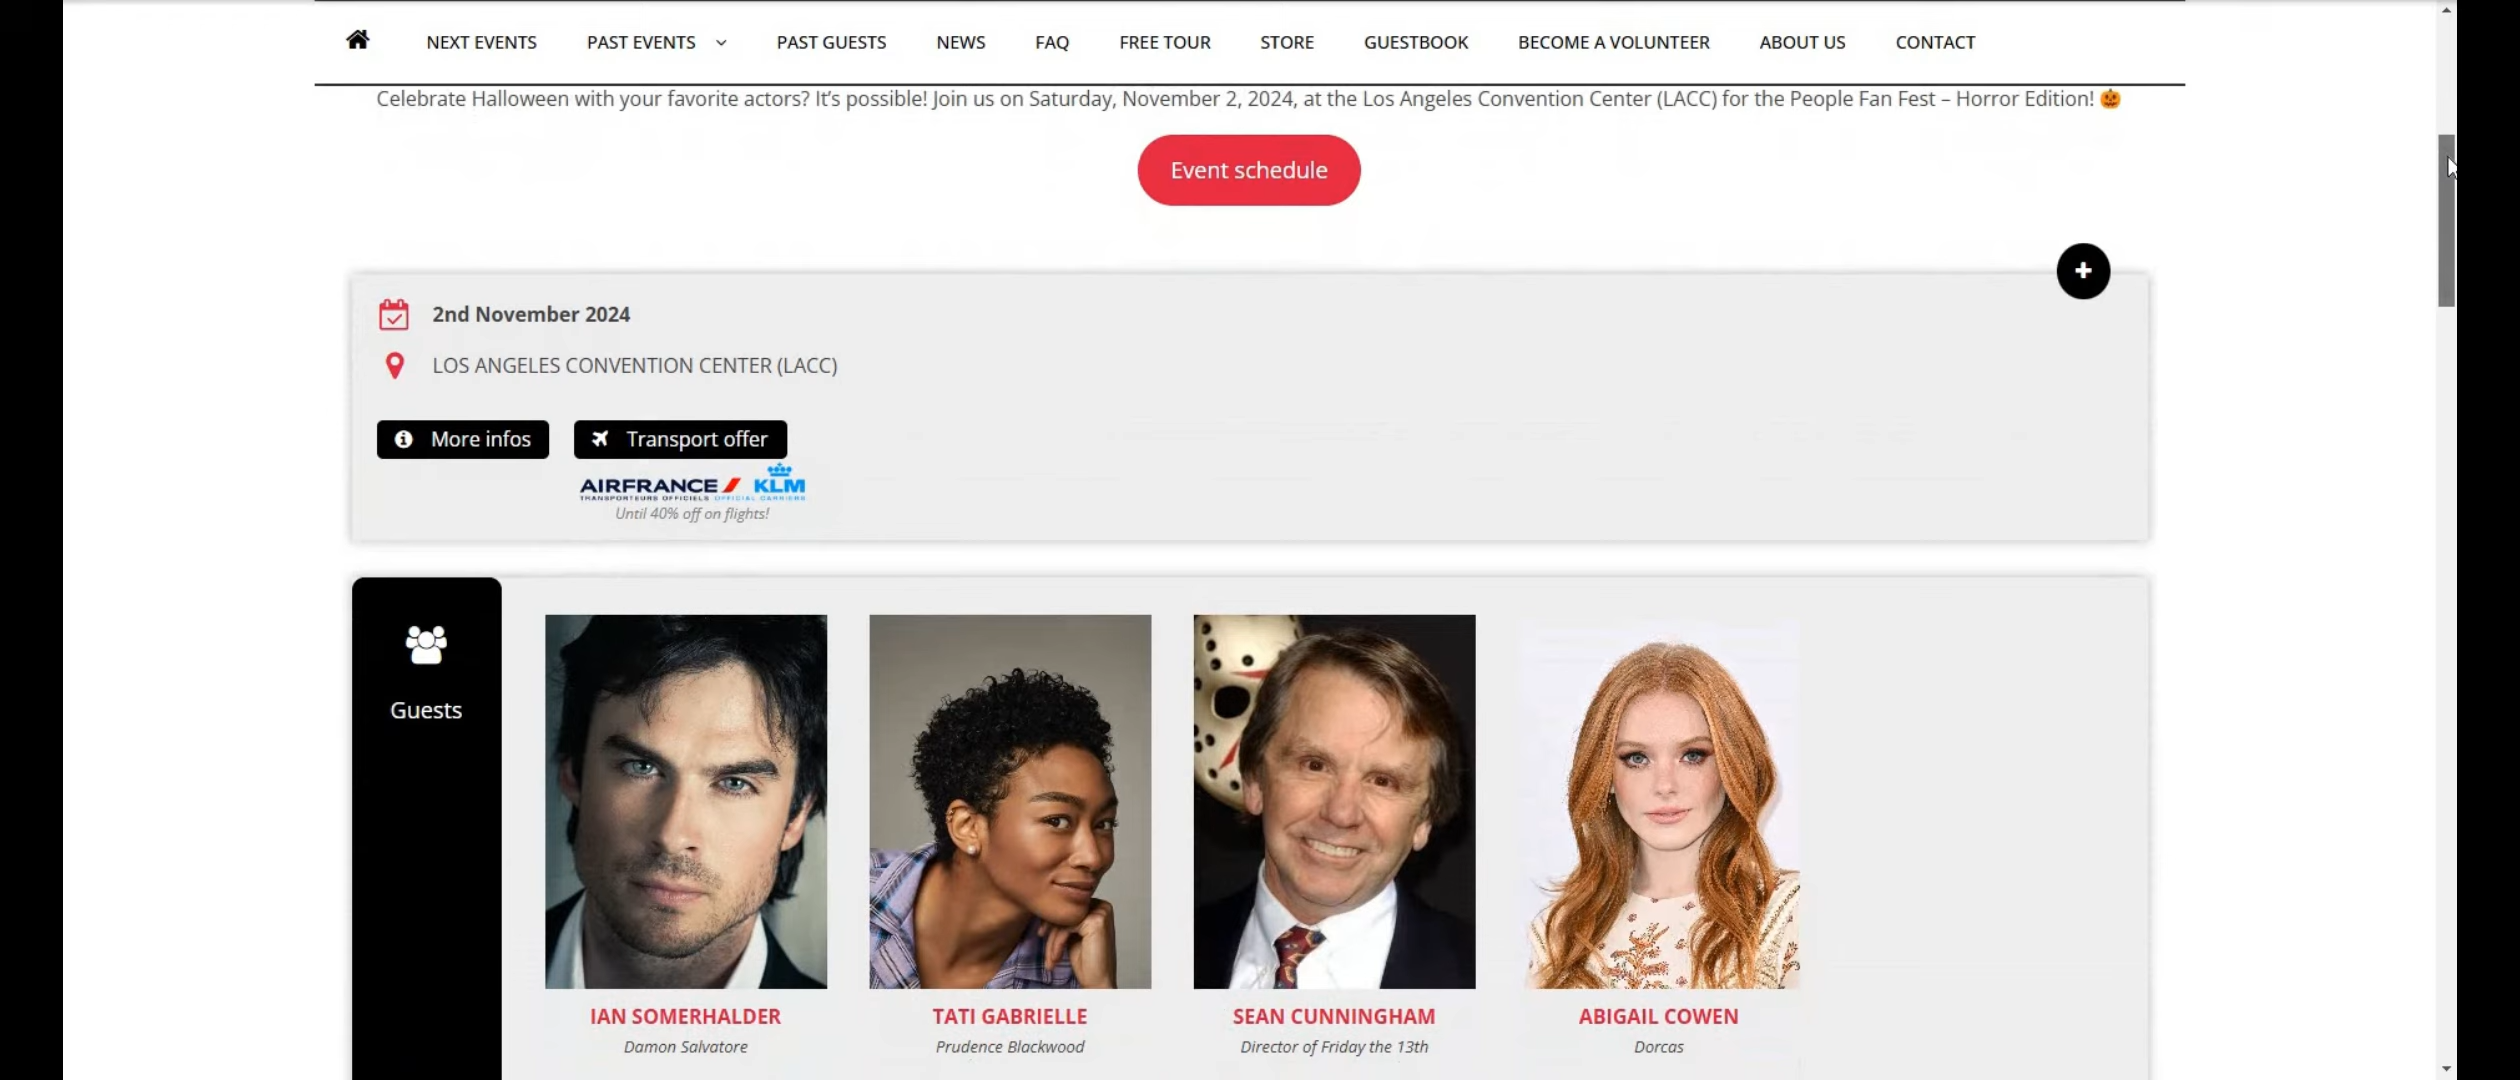 NEXT EVENTS PAST EVENTS PAST GUESTS NEWS FAQ FREE TOUR STORE GUESTBOOK BECOME A VOLUNTEER ABOUT US CONTACT
Celebrate Halloween with your favorite actors? It's possible! Join us on Saturday, November 2, 2024, at the Los Angeles Convention Center (LACC) for the People Fan Fest – Horror Edition! 🎃
Event schedule
2nd November 2024
LOS ANGELES CONVENTION CENTER (LACC)
More infos Transport offer
AIRFRANCE KLM
TRANSPORTEURS OFFICIELS OFFICIAL CARRIERS
Until 40% off on flights!
Guests
IAN SOMERHALDER TATI GABRIELLE SEAN CUNNINGHAM ABIGAIL COWEN
Damon Salvatore Prudence Blackwood Director of Friday the 13th Dorcas